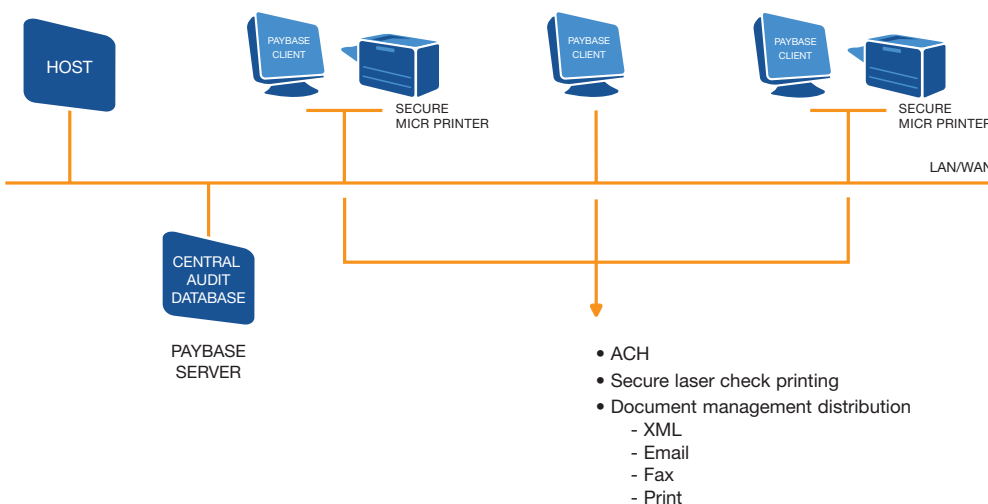 HOST
PAYBASE
CLIENT
SECURE
MICR PRINTER
PAYBASE
CLIENT
PAYBASE
CLIENT
SECURE
MICR PRINTER
LAN/WAN
CENTRAL
AUDIT
DATABASE
PAYBASE
SERVER
• ACH
• Secure laser check printing
• Document management distribution
- XML
- Email
- Fax
- Print